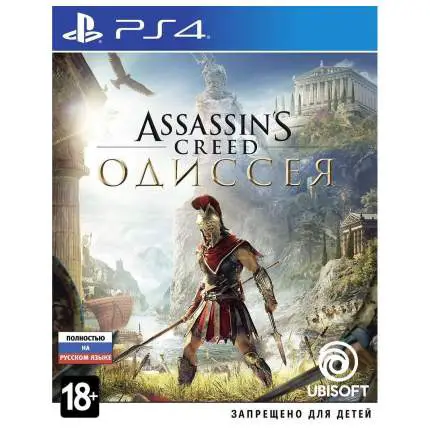 PS4
ASSASSIN'S
CREED
ОДИССЕЯ
ПОЛНОСТЬЮ
НА
РУССКОМ ЯЗЫКЕ
18+
UBISOFT
ЗАПРЕЩЕНО ДЛЯ ДЕТЕЙ